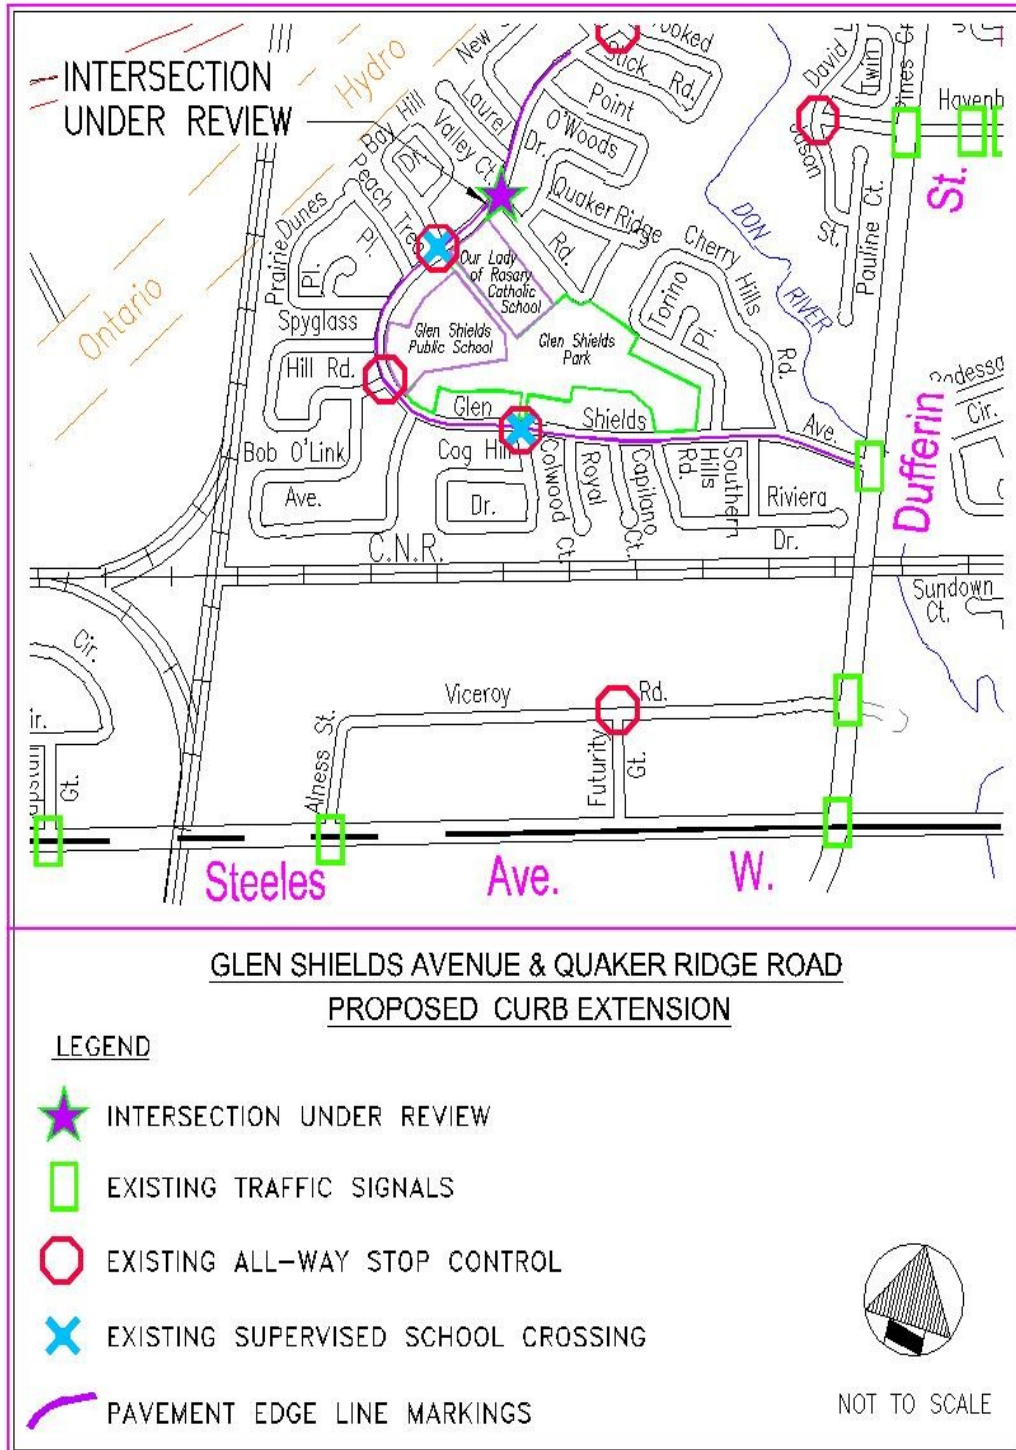 INTERSECTION
UNDER REVIEW
Hydro
Ontario
New
Stick Rd.
Laurel
Bay Hill
Dr.
Valley Ct.
Point
O'Woods
Dr.
Quaker Ridge
Rd.
Peach Tree
Pl.
Prairie Dunes
Pl.
Spyglass
Hill Rd.
Bob O'Link
Ave.
Our Lady
of Rosary
Catholic
School
Glen Shields
Public School
Glen Shields
Park
Torino
Pl.
Cherry Hills
Rd.
DON RIVER
David
Twin
Jason
St.
Pauline Ct.
St.
Dufferin
Glen Shields Ave.
Cog Hill
Dr.
Colwood Ct.
Royal
Ct.
Capilano
Ct.
Southern
Hills
Rd.
Riviera
Dr.
Cir.
C.N.R.
Sundown
Ct.
Cir.
Gt.
Alness St.
Viceroy Rd.
Futurity
Gt.
Steeles Ave. W.
GLEN SHIELDS AVENUE & QUAKER RIDGE ROAD
PROPOSED CURB EXTENSION
LEGEND
INTERSECTION UNDER REVIEW
EXISTING TRAFFIC SIGNALS
EXISTING ALL-WAY STOP CONTROL
EXISTING SUPERVISED SCHOOL CROSSING
PAVEMENT EDGE LINE MARKINGS
NOT TO SCALE